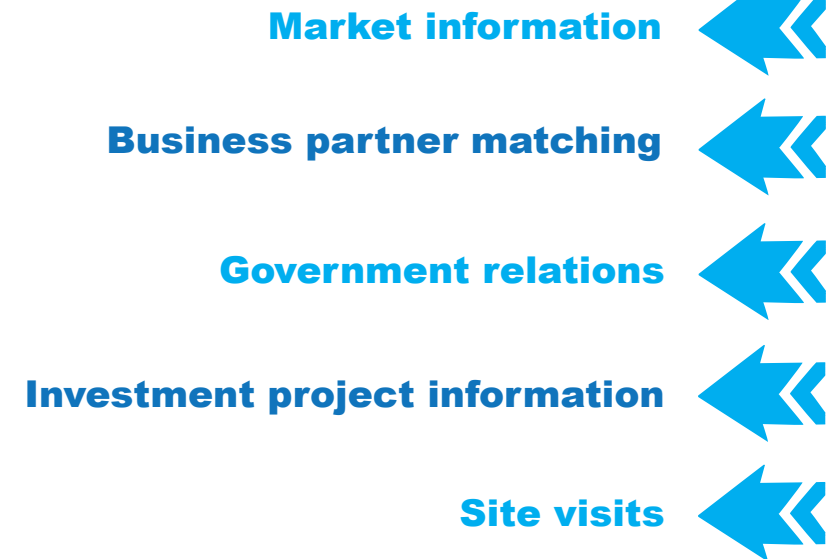 Market information
Business partner matching
Government relations
Investment project information
Site visits